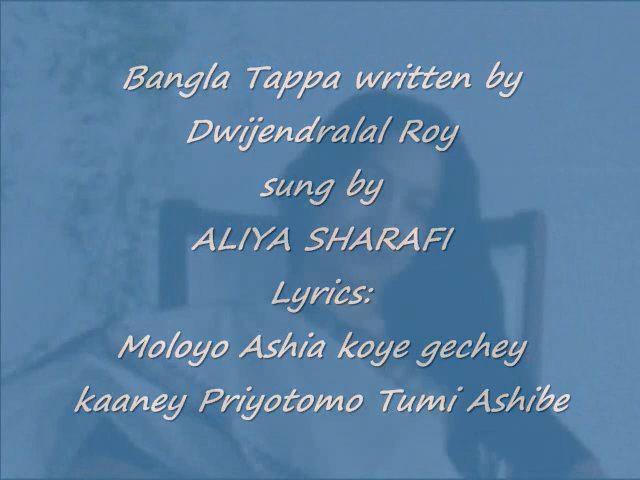 Bangla Tappa written by
Dwijendralal Roy
sung by
ALIYA SHARAFI
Lyrics:
Moloyo Ashia koye gechey
kaaney Priyotomo Tumi Ashibe